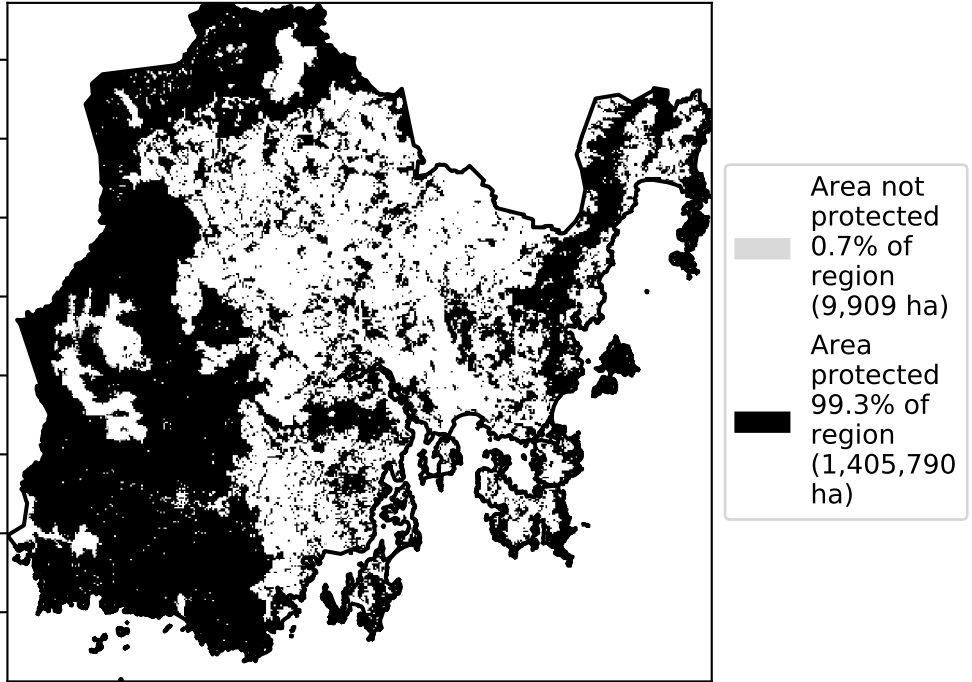 Area not
protected
0.7% of
region
(9,909 ha)
Area
protected
99.3% of
region
(1,405,790
ha)